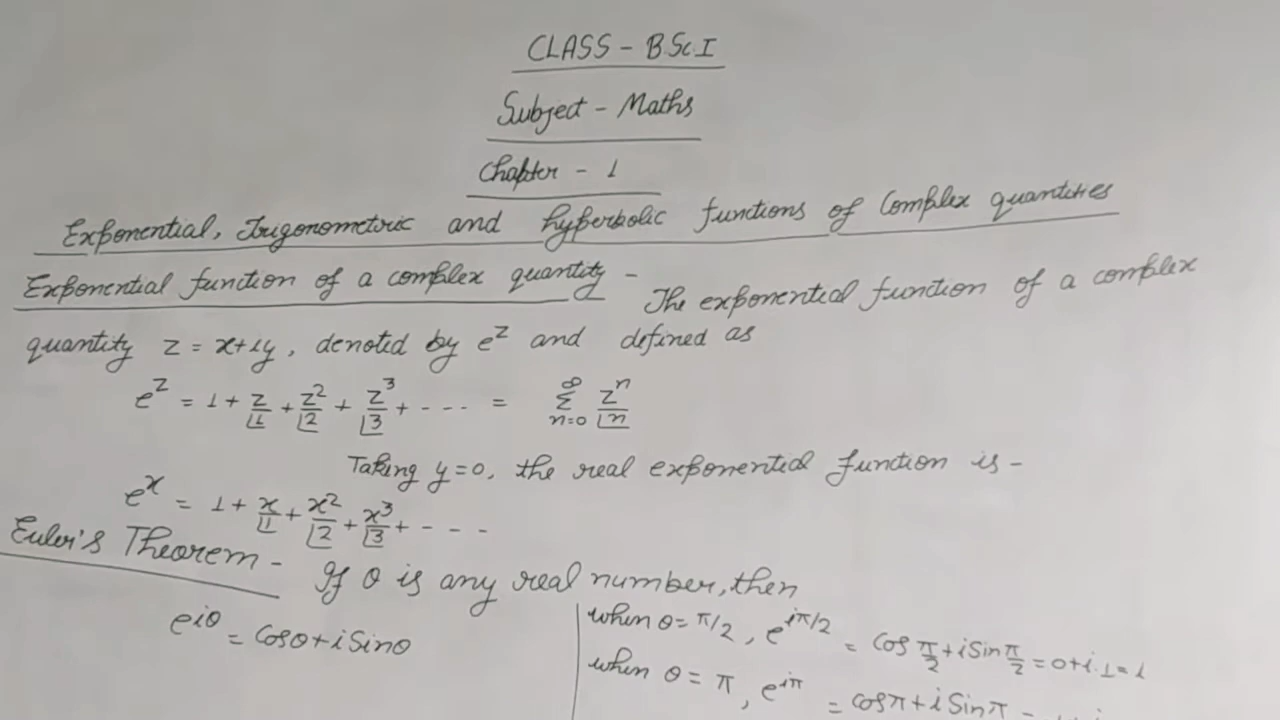 CLASS - B.Sc I
Subject - Maths
Chapter - 1
Exponential, Trigonometric and hyperbolic functions of Complex quantities
Exponential function of a complex quantity - The exponential function of a complex
quantity z = x+iy, denoted by e^z and defined as
e^z = 1 + z/⌊1 + z²/⌊2 + z³/⌊3 + - - - - = ∑_{n=0}^{∞} z^n/⌊n
Taking y=0, the real exponential function is -
e^x = 1 + x/⌊1 + x²/⌊2 + x³/⌊3 + - - -
Euler's Theorem - If θ is any real number, then
e^{iθ} = Cosθ + i Sinθ
when θ = π/2, e^{iπ/2} = Cos π/2 + i Sin π/2 = 0 + i.1 = i
when θ = π, e^{iπ} = cosπ + i Sinπ =